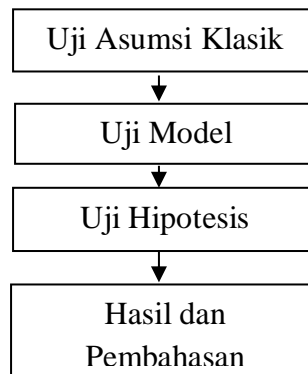 Uji Asumsi Klasik
Uji Model
Uji Hipotesis
Hasil dan
Pembahasan